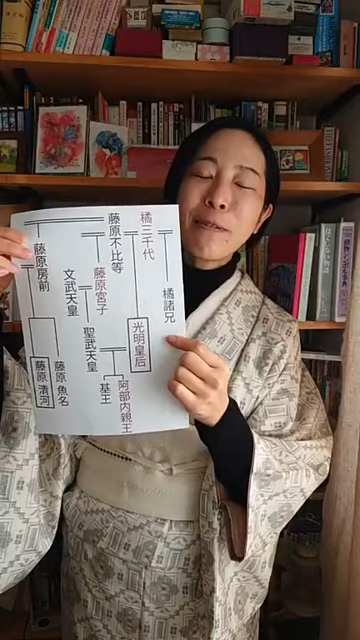 橘三千代
藤原不比等
橘諸兄
藤原宮子
文武天皇
藤原房前
光明皇后
聖武天皇
阿部内親王
基王
藤原魚名
藤原清河